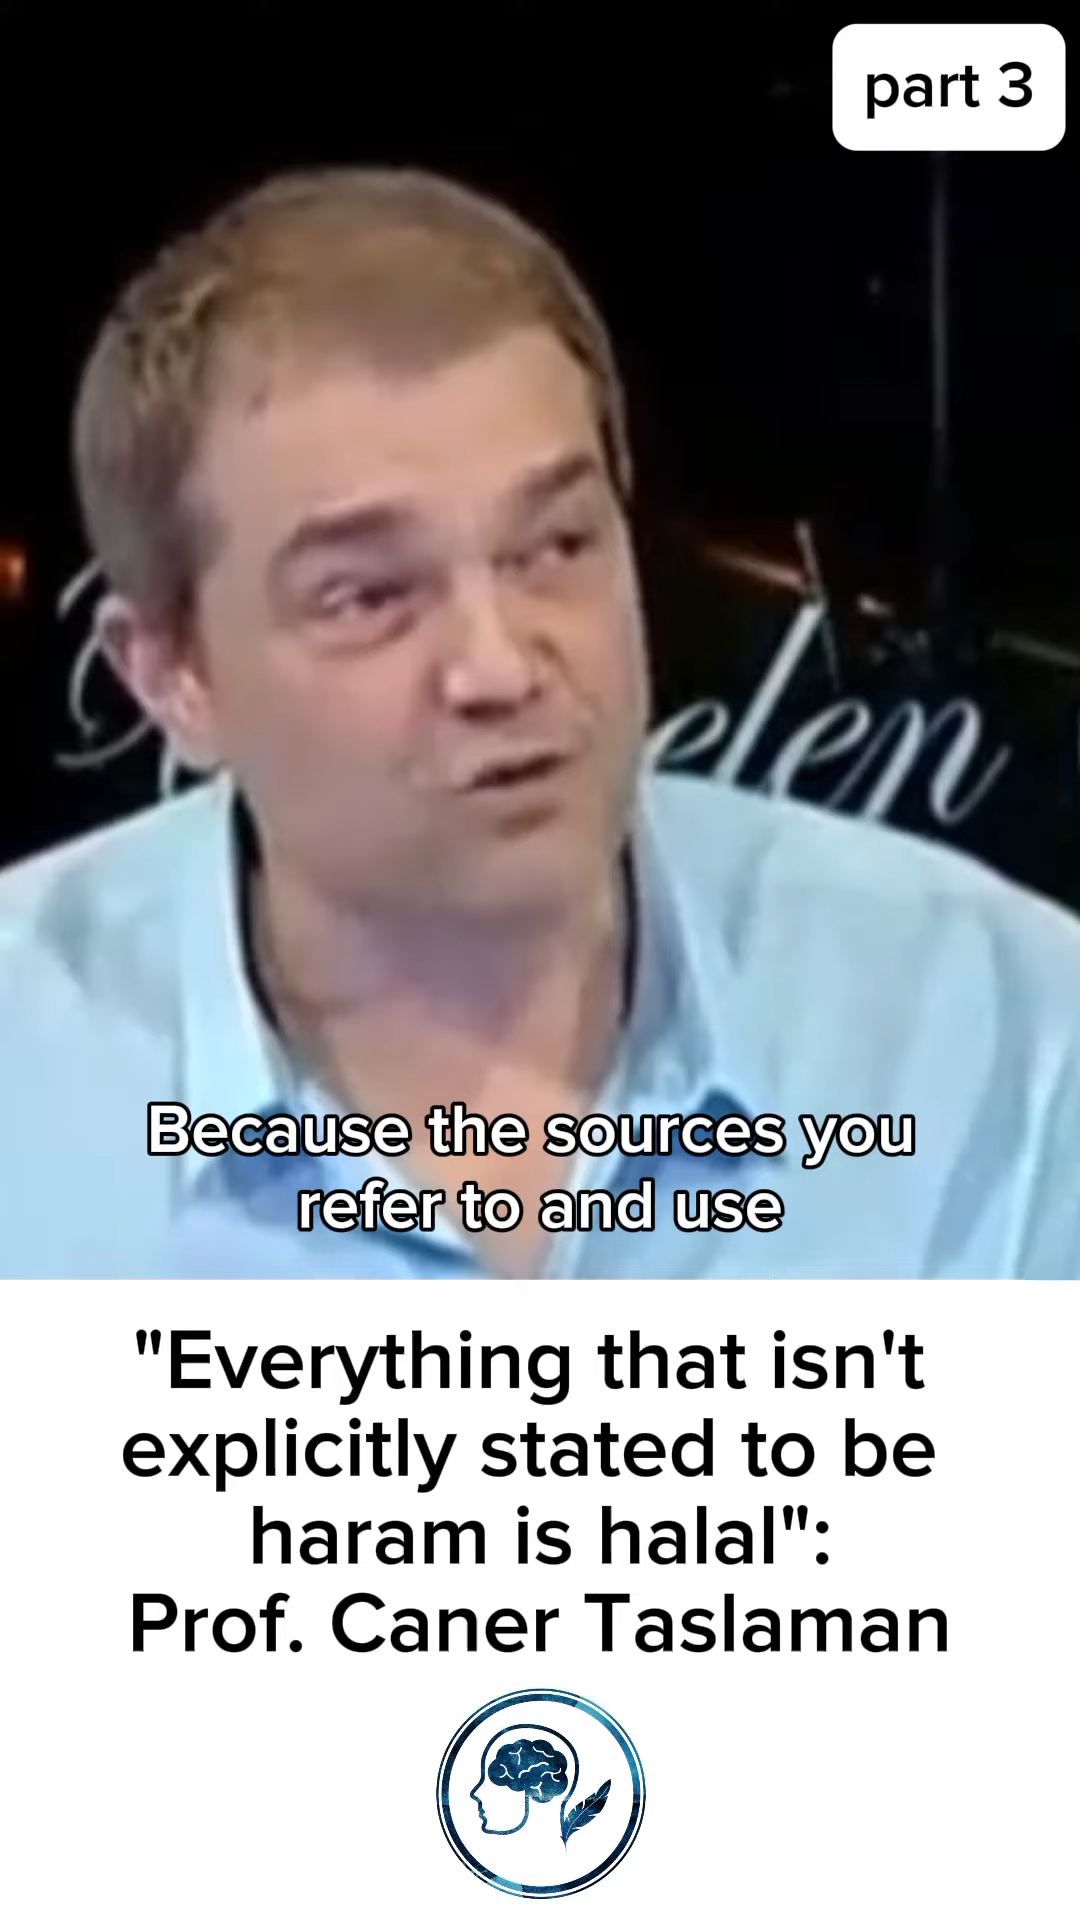 part 3
elen
Because the sources you
refer to and use
"Everything that isn't
explicitly stated to be
haram is halal":
Prof. Caner Taslaman